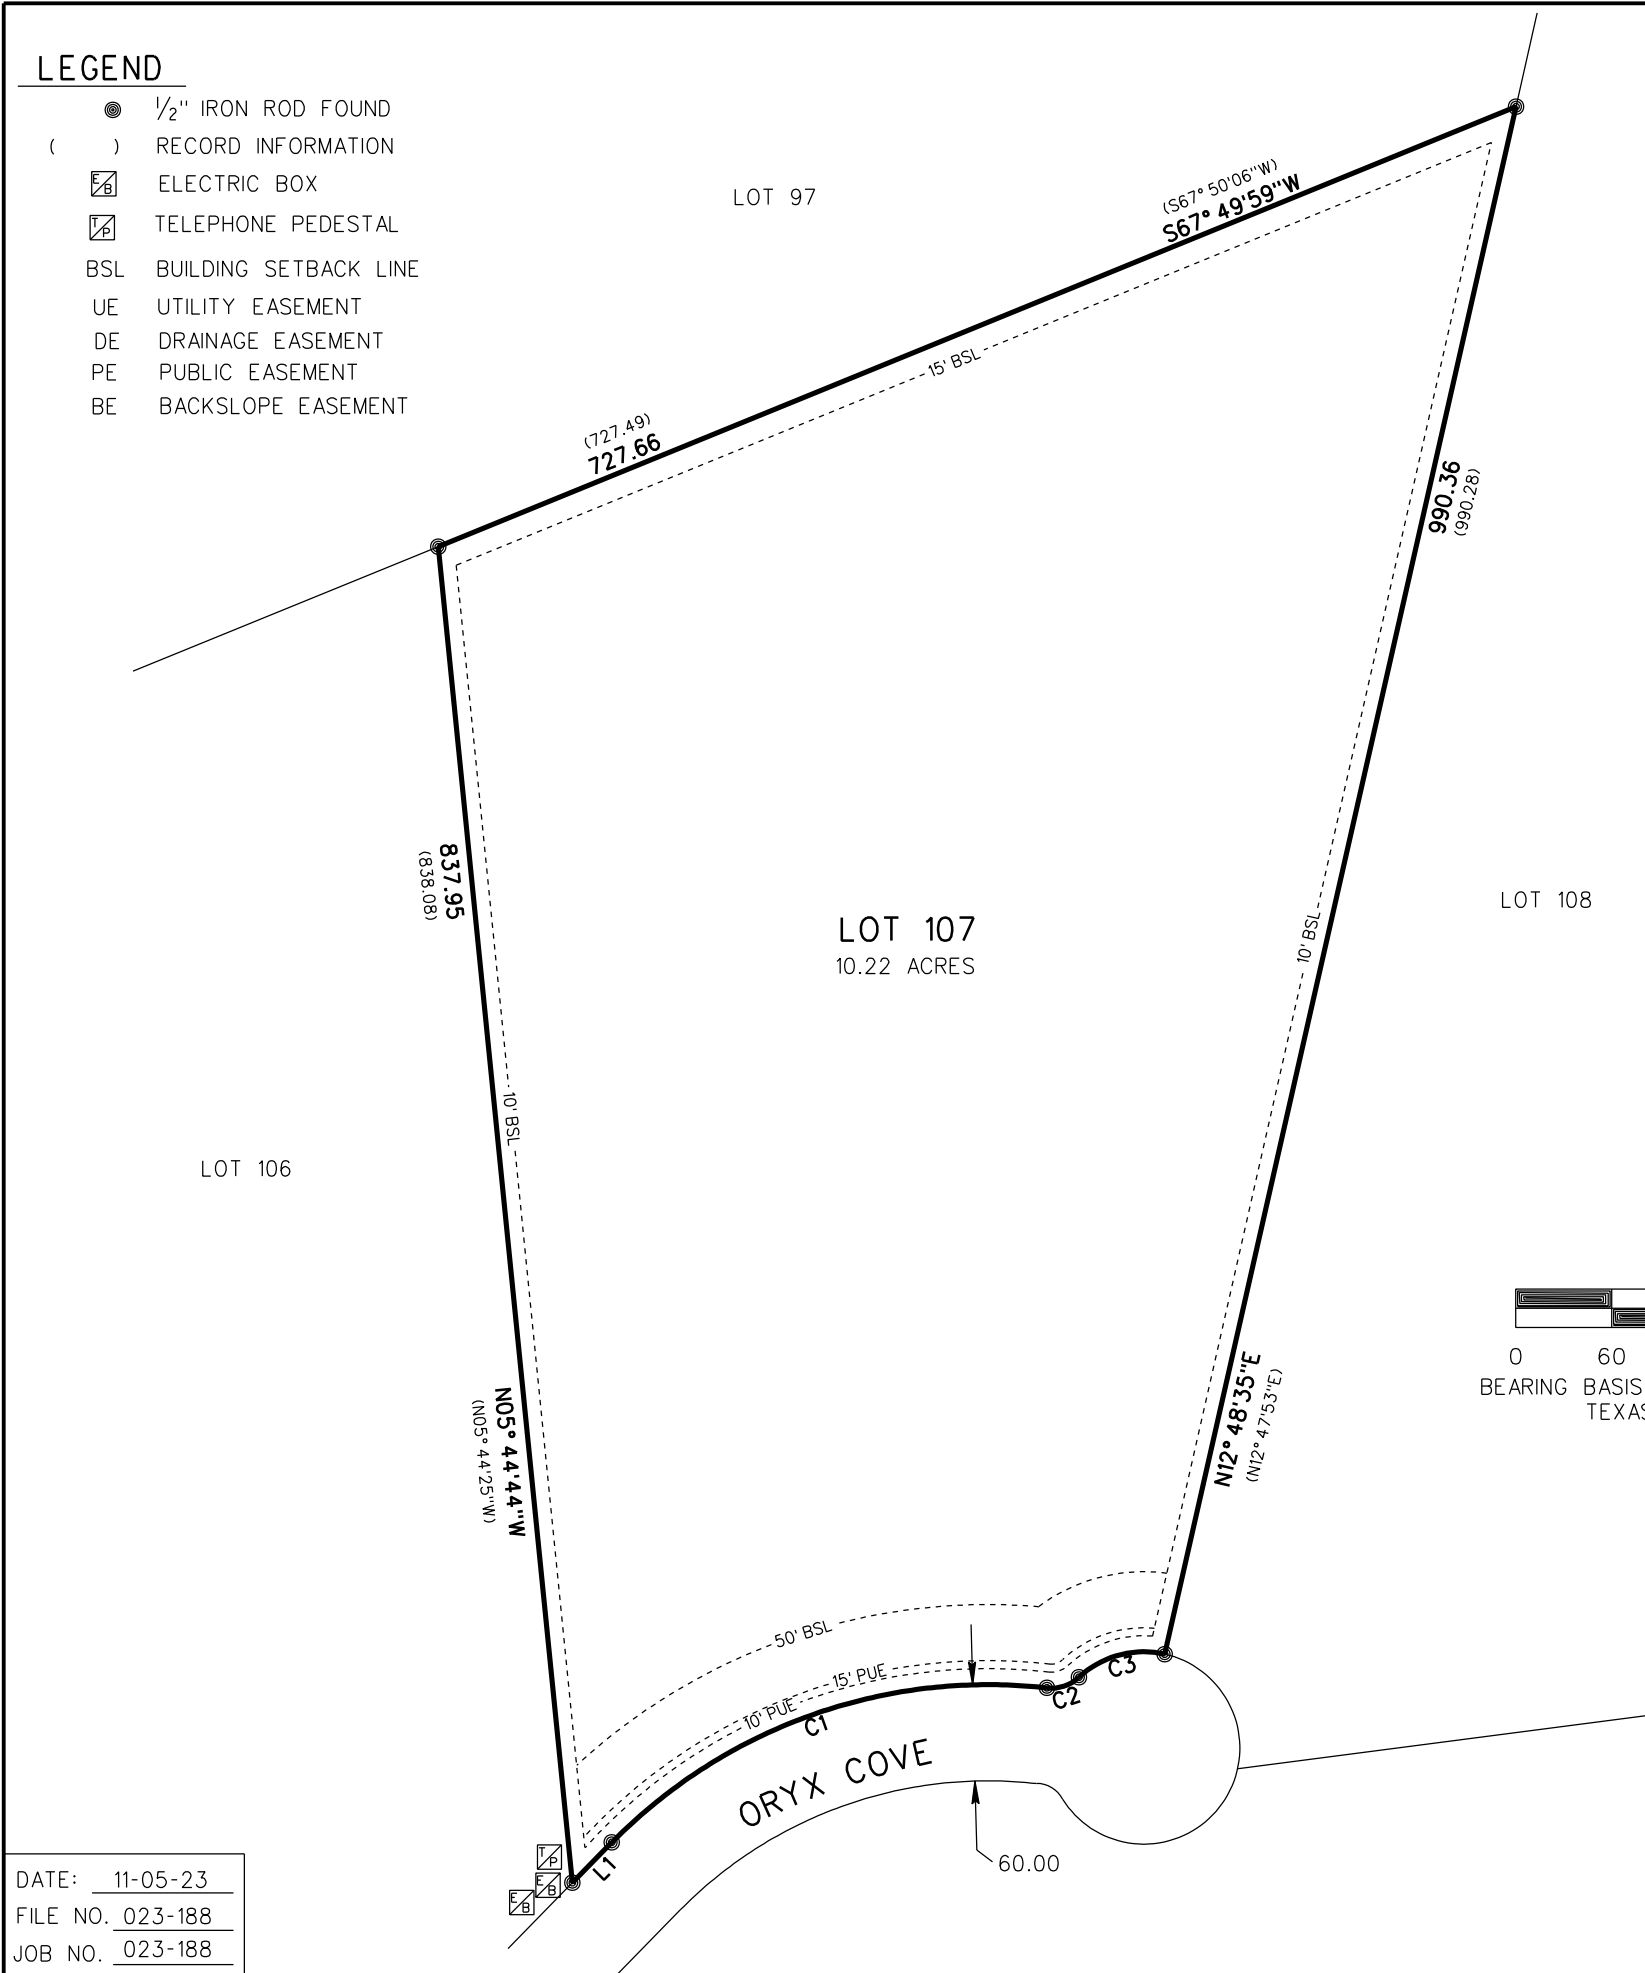 LEGEND
1/2" IRON ROD FOUND
( ) RECORD INFORMATION
E/B ELECTRIC BOX
T/P TELEPHONE PEDESTAL
BSL BUILDING SETBACK LINE
UE UTILITY EASEMENT
DE DRAINAGE EASEMENT
PE PUBLIC EASEMENT
BE BACKSLOPE EASEMENT
LOT 97
(S67°50'06"W)
S67°49'59"W
15' BSL
(727.49)
727.66
990.36
(990.28)
837.95
(838.08)
LOT 107
10.22 ACRES
LOT 108
10' BSL
10' BSL
LOT 106
0 60
BEARING BASIS
TEXAS
N12°48'35"E
(N12°47'53"E)
N05°44'44"W
(N05°44'25"W)
50' BSL
15' PUE
10' PUE
C1
C2
C3
ORYX COVE
60.00
L1
T/P
E/B
E/B
DATE: 11-05-23
FILE NO. 023-188
JOB NO. 023-188